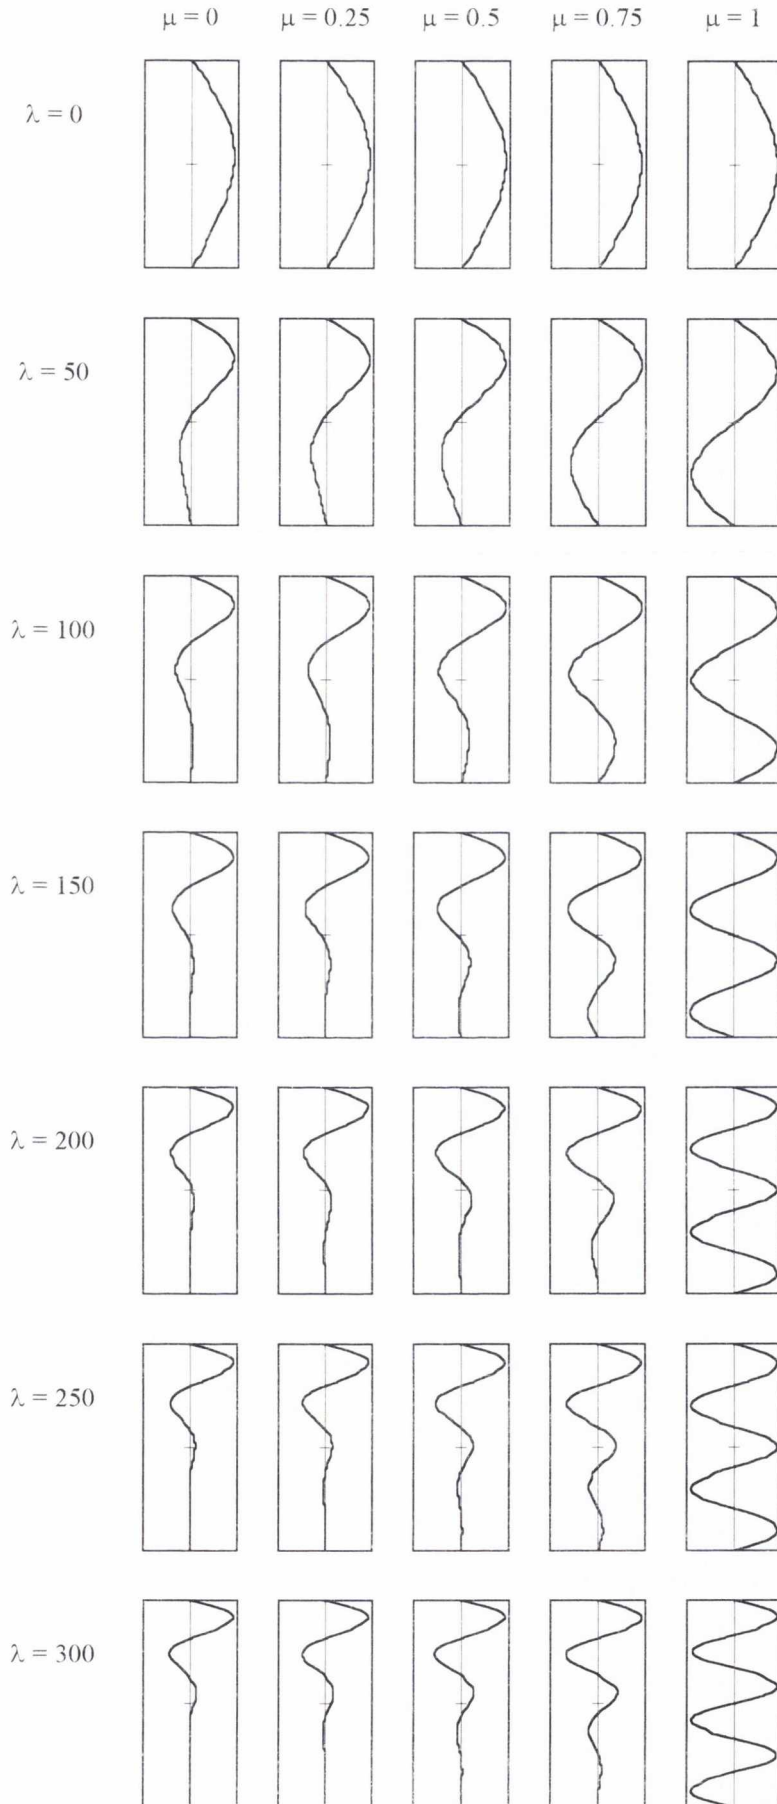 μ = 0 μ = 0.25 μ = 0.5 μ = 0.75 μ = 1
λ = 0
λ = 50
λ = 100
λ = 150
λ = 200
λ = 250
λ = 300